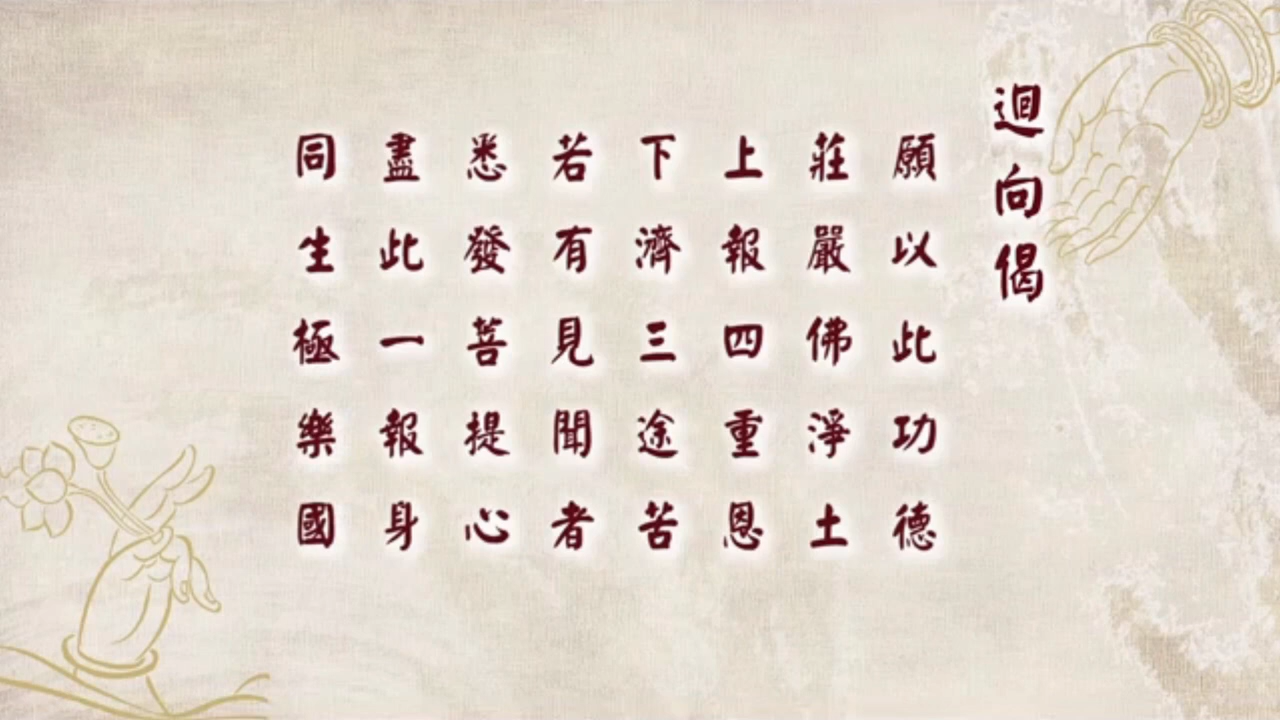 迴向偈
願以此功德
莊嚴佛淨土
上報四重恩
下濟三途苦
若有見聞者
悉發菩提心
盡此一報身
同生極樂國